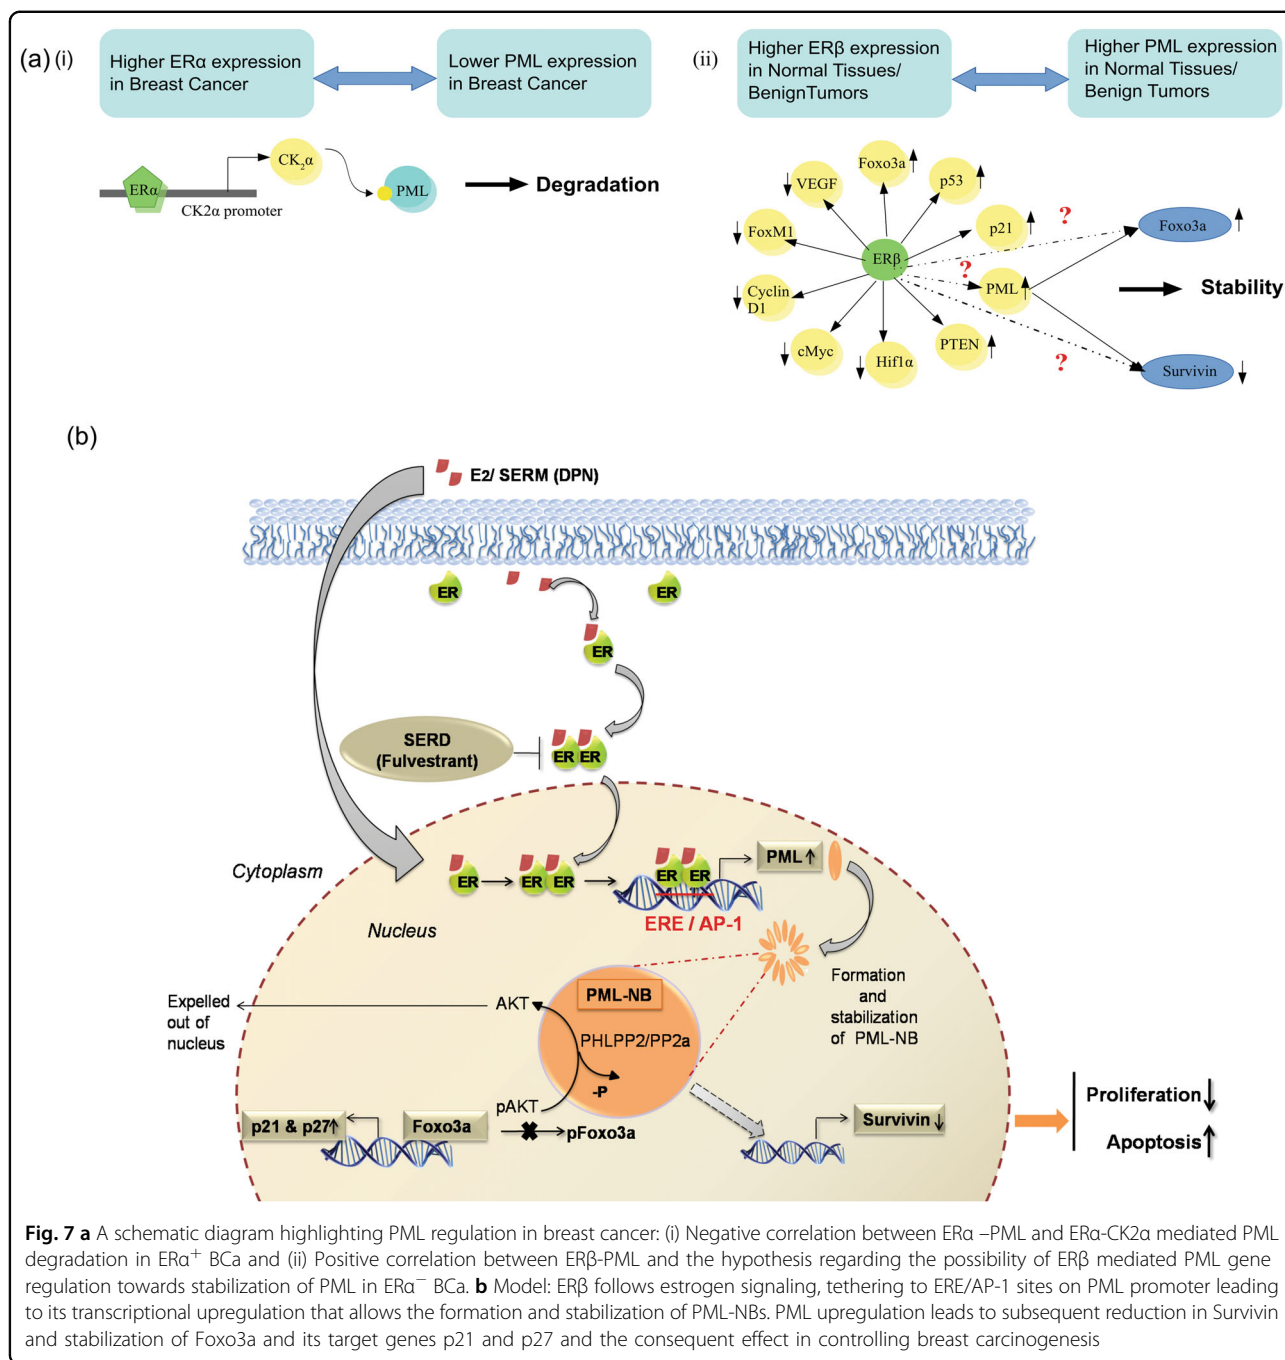 (a) (i)
Higher ERα expression
in Breast Cancer
Lower PML expression
in Breast Cancer
ERα
CK2α promoter
CK₂α
PML
Degradation
(ii)
Higher ERβ expression
in Normal Tissues/
BenignTumors
Higher PML expression
in Normal Tissues/
Benign Tumors
Foxo3a
p53
VEGF
p21
FoxM1
ERβ
?
?
?
Cyclin
D1
PML
cMyc
Hif1α
PTEN
Foxo3a
Stability
Survivin
(b)
E2/ SERM (DPN)
ER
ER
ER
SERD
(Fulvestrant)
ER ER
Cytoplasm
Nucleus
ER
ER ER
ER ER
ERE / AP-1
PML ↑
Formation
and
stabilization
of PML-NB
Expelled
out of
nucleus
AKT
PML-NB
PHLPP2/PP2a
-P
pAKT
p21 & p27↑
Foxo3a
pFoxo3a
Survivin ↓
Proliferation ↓
Apoptosis ↑
Fig. 7 a A schematic diagram highlighting PML regulation in breast cancer: (i) Negative correlation between ERα –PML and ERα-CK2α mediated PML
degradation in ERα⁺ BCa and (ii) Positive correlation between ERβ-PML and the hypothesis regarding the possibility of ERβ mediated PML gene
regulation towards stabilization of PML in ERα⁻ BCa. b Model: ERβ follows estrogen signaling, tethering to ERE/AP-1 sites on PML promoter leading
to its transcriptional upregulation that allows the formation and stabilization of PML-NBs. PML upregulation leads to subsequent reduction in Survivin
and stabilization of Foxo3a and its target genes p21 and p27 and the consequent effect in controlling breast carcinogenesis